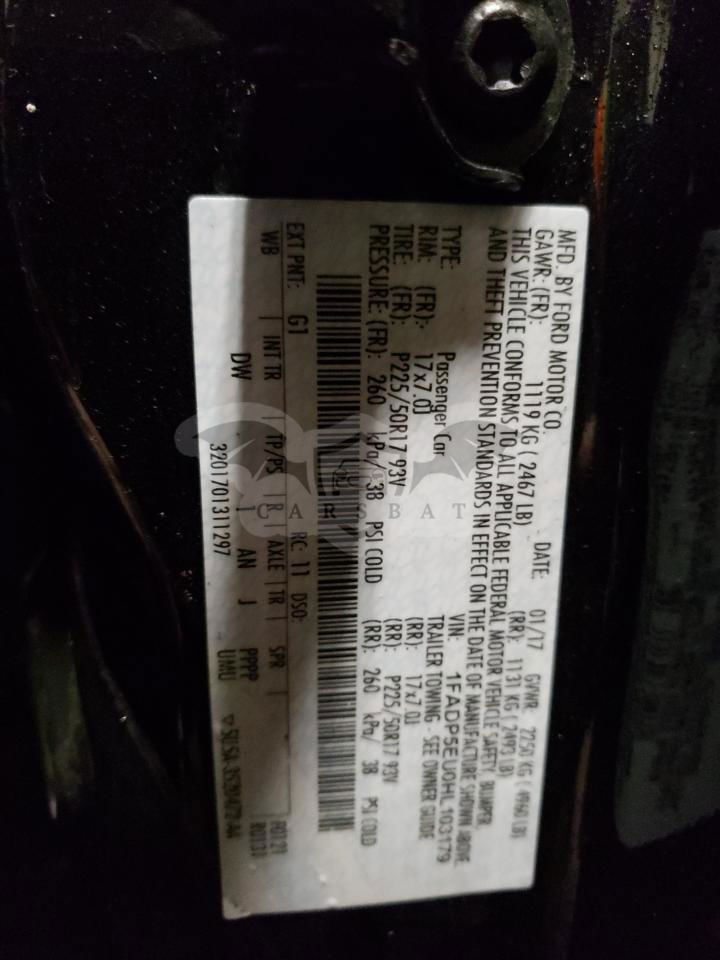 MFD. BY FORD MOTOR CO.
DATE: 01/17 GVWR: 2250 KG ( 4960 LB)
GAWR: (FR): 1119 KG ( 2467 LB) (RR): 1131 KG ( 2493 LB)
THIS VEHICLE CONFORMS TO ALL APPLICABLE FEDERAL MOTOR VEHICLE SAFETY, BUMPER,
AND THEFT PREVENTION STANDARDS IN EFFECT ON THE DATE OF MANUFACTURE SHOWN ABOVE
VIN: 1FADP5EU0HL103179
TYPE: Passenger Car TRAILER TOWING - SEE OWNER GUIDE
RIM: (FR): 17x7.0J (RR): 17x7.0J
TIRE: (FR): P225/50R17 93V (RR): P225/50R17 93V
PRESSURE: (FR): 260 kPa/ 38 PSI COLD (RR): 260 kPa/ 38 PSI COLD
EXT PNT: G1 RC: 11 DSO:
WB INT TR TP/PS R AXLE TR SPR
DW 1 AN J PPPP
3201701311297 UMU
CARSBAT